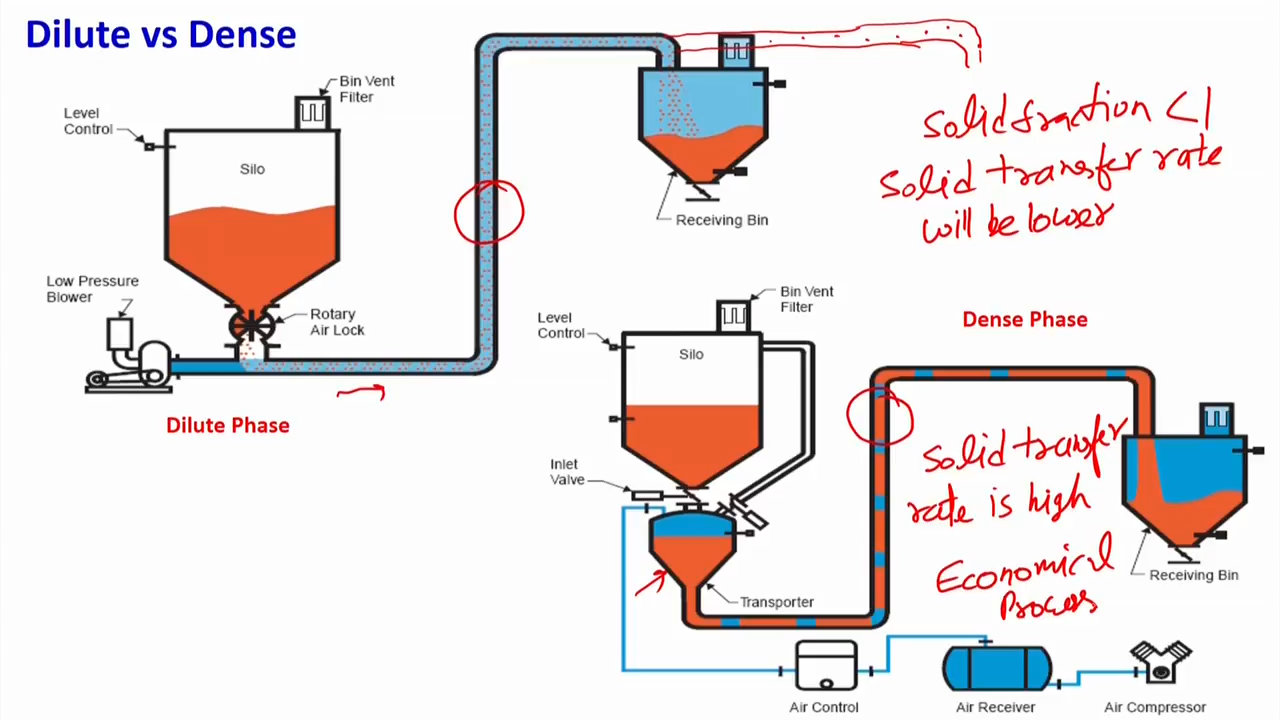 Dilute vs Dense
Bin Vent
Filter
Level
Control
Silo
Low Pressure
Blower
Rotary
Air Lock
Dilute Phase
Receiving Bin
Solid fraction <1
Solid transfer rate
will be lower
Bin Vent
Filter
Level
Control
Silo
Dense Phase
Inlet
Valve
Solid transfer
rate is high
Economical
Process
Receiving Bin
Transporter
Air Control
Air Receiver
Air Compressor